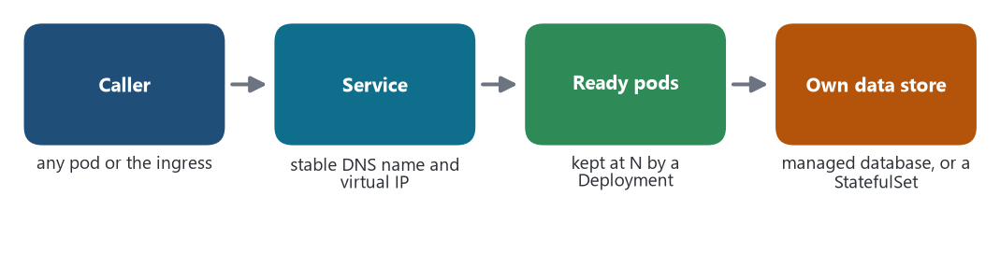 Caller
any pod or the ingress
Service
stable DNS name and
virtual IP
Ready pods
kept at N by a
Deployment
Own data store
managed database, or a
StatefulSet